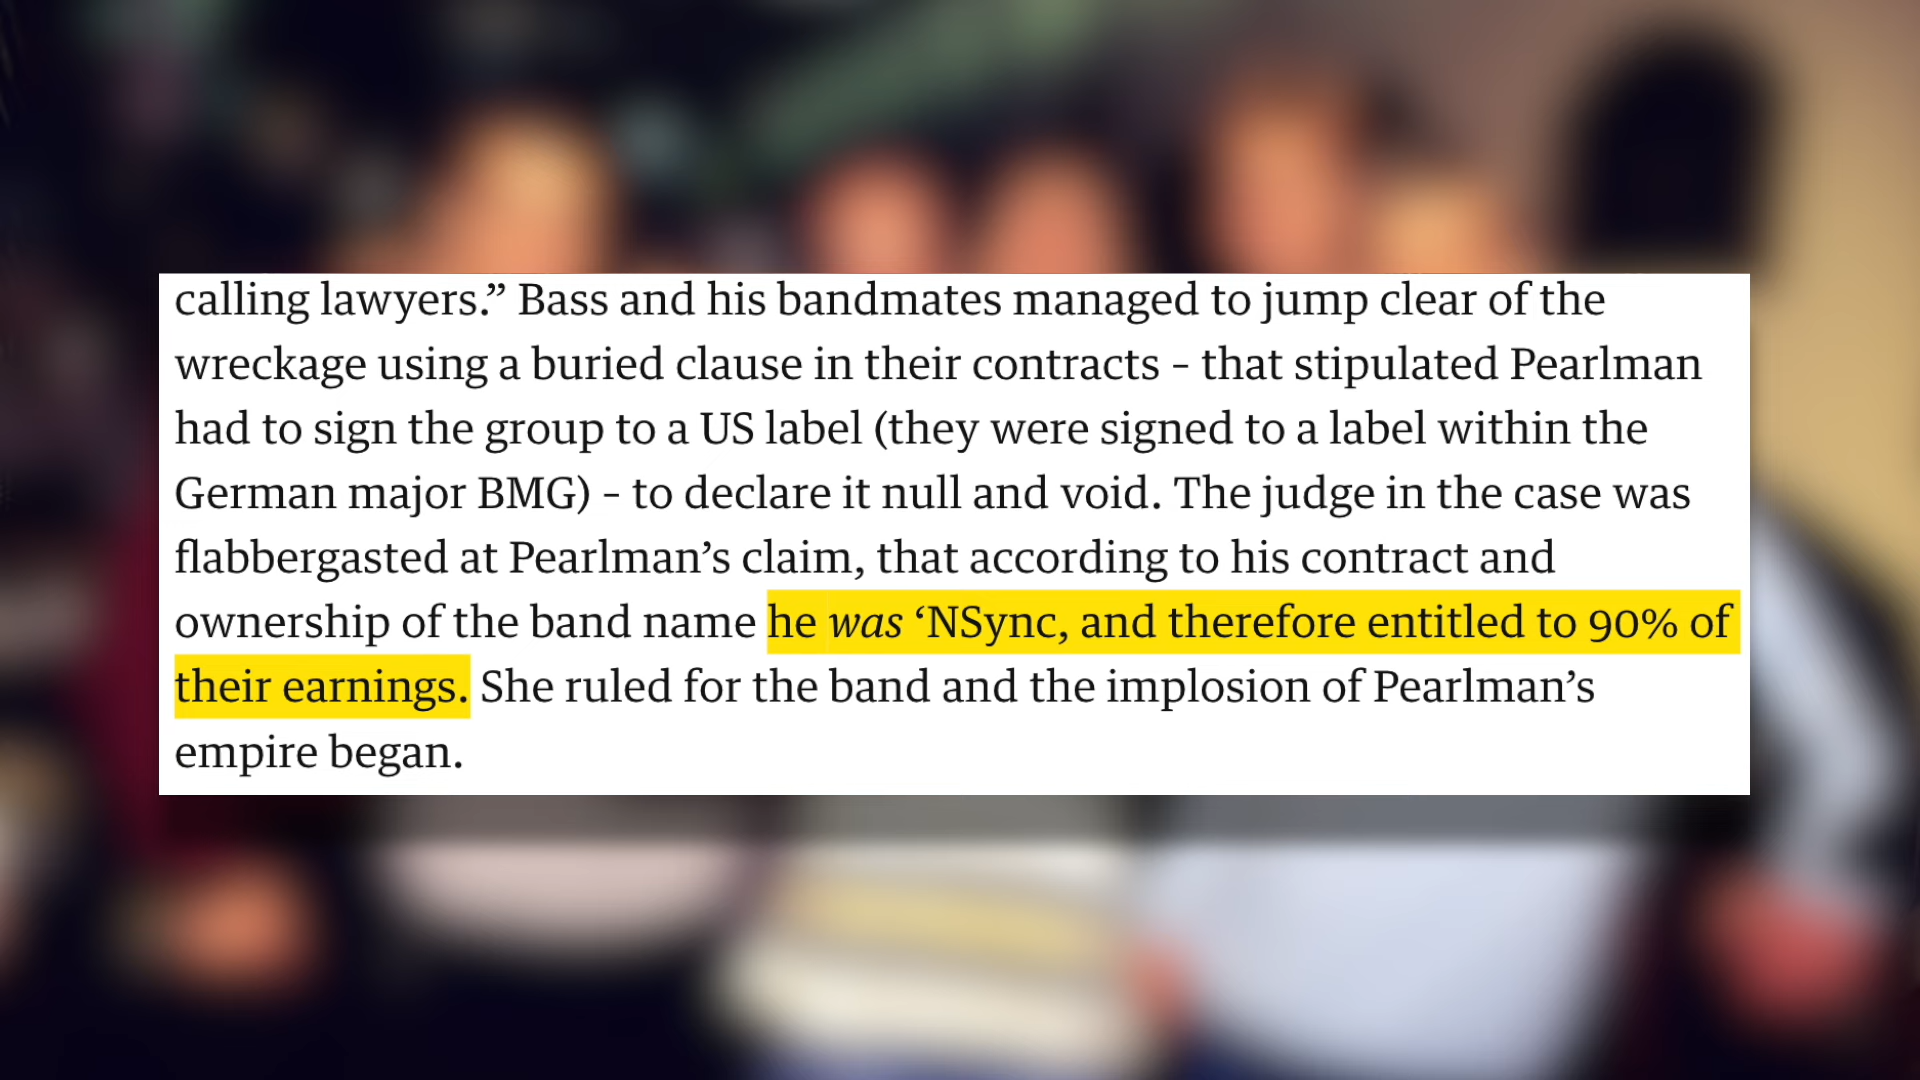 calling lawyers.” Bass and his bandmates managed to jump clear of the
wreckage using a buried clause in their contracts – that stipulated Pearlman
had to sign the group to a US label (they were signed to a label within the
German major BMG) – to declare it null and void. The judge in the case was
flabbergasted at Pearlman’s claim, that according to his contract and
ownership of the band name he was ‘NSync, and therefore entitled to 90% of
their earnings. She ruled for the band and the implosion of Pearlman’s
empire began.